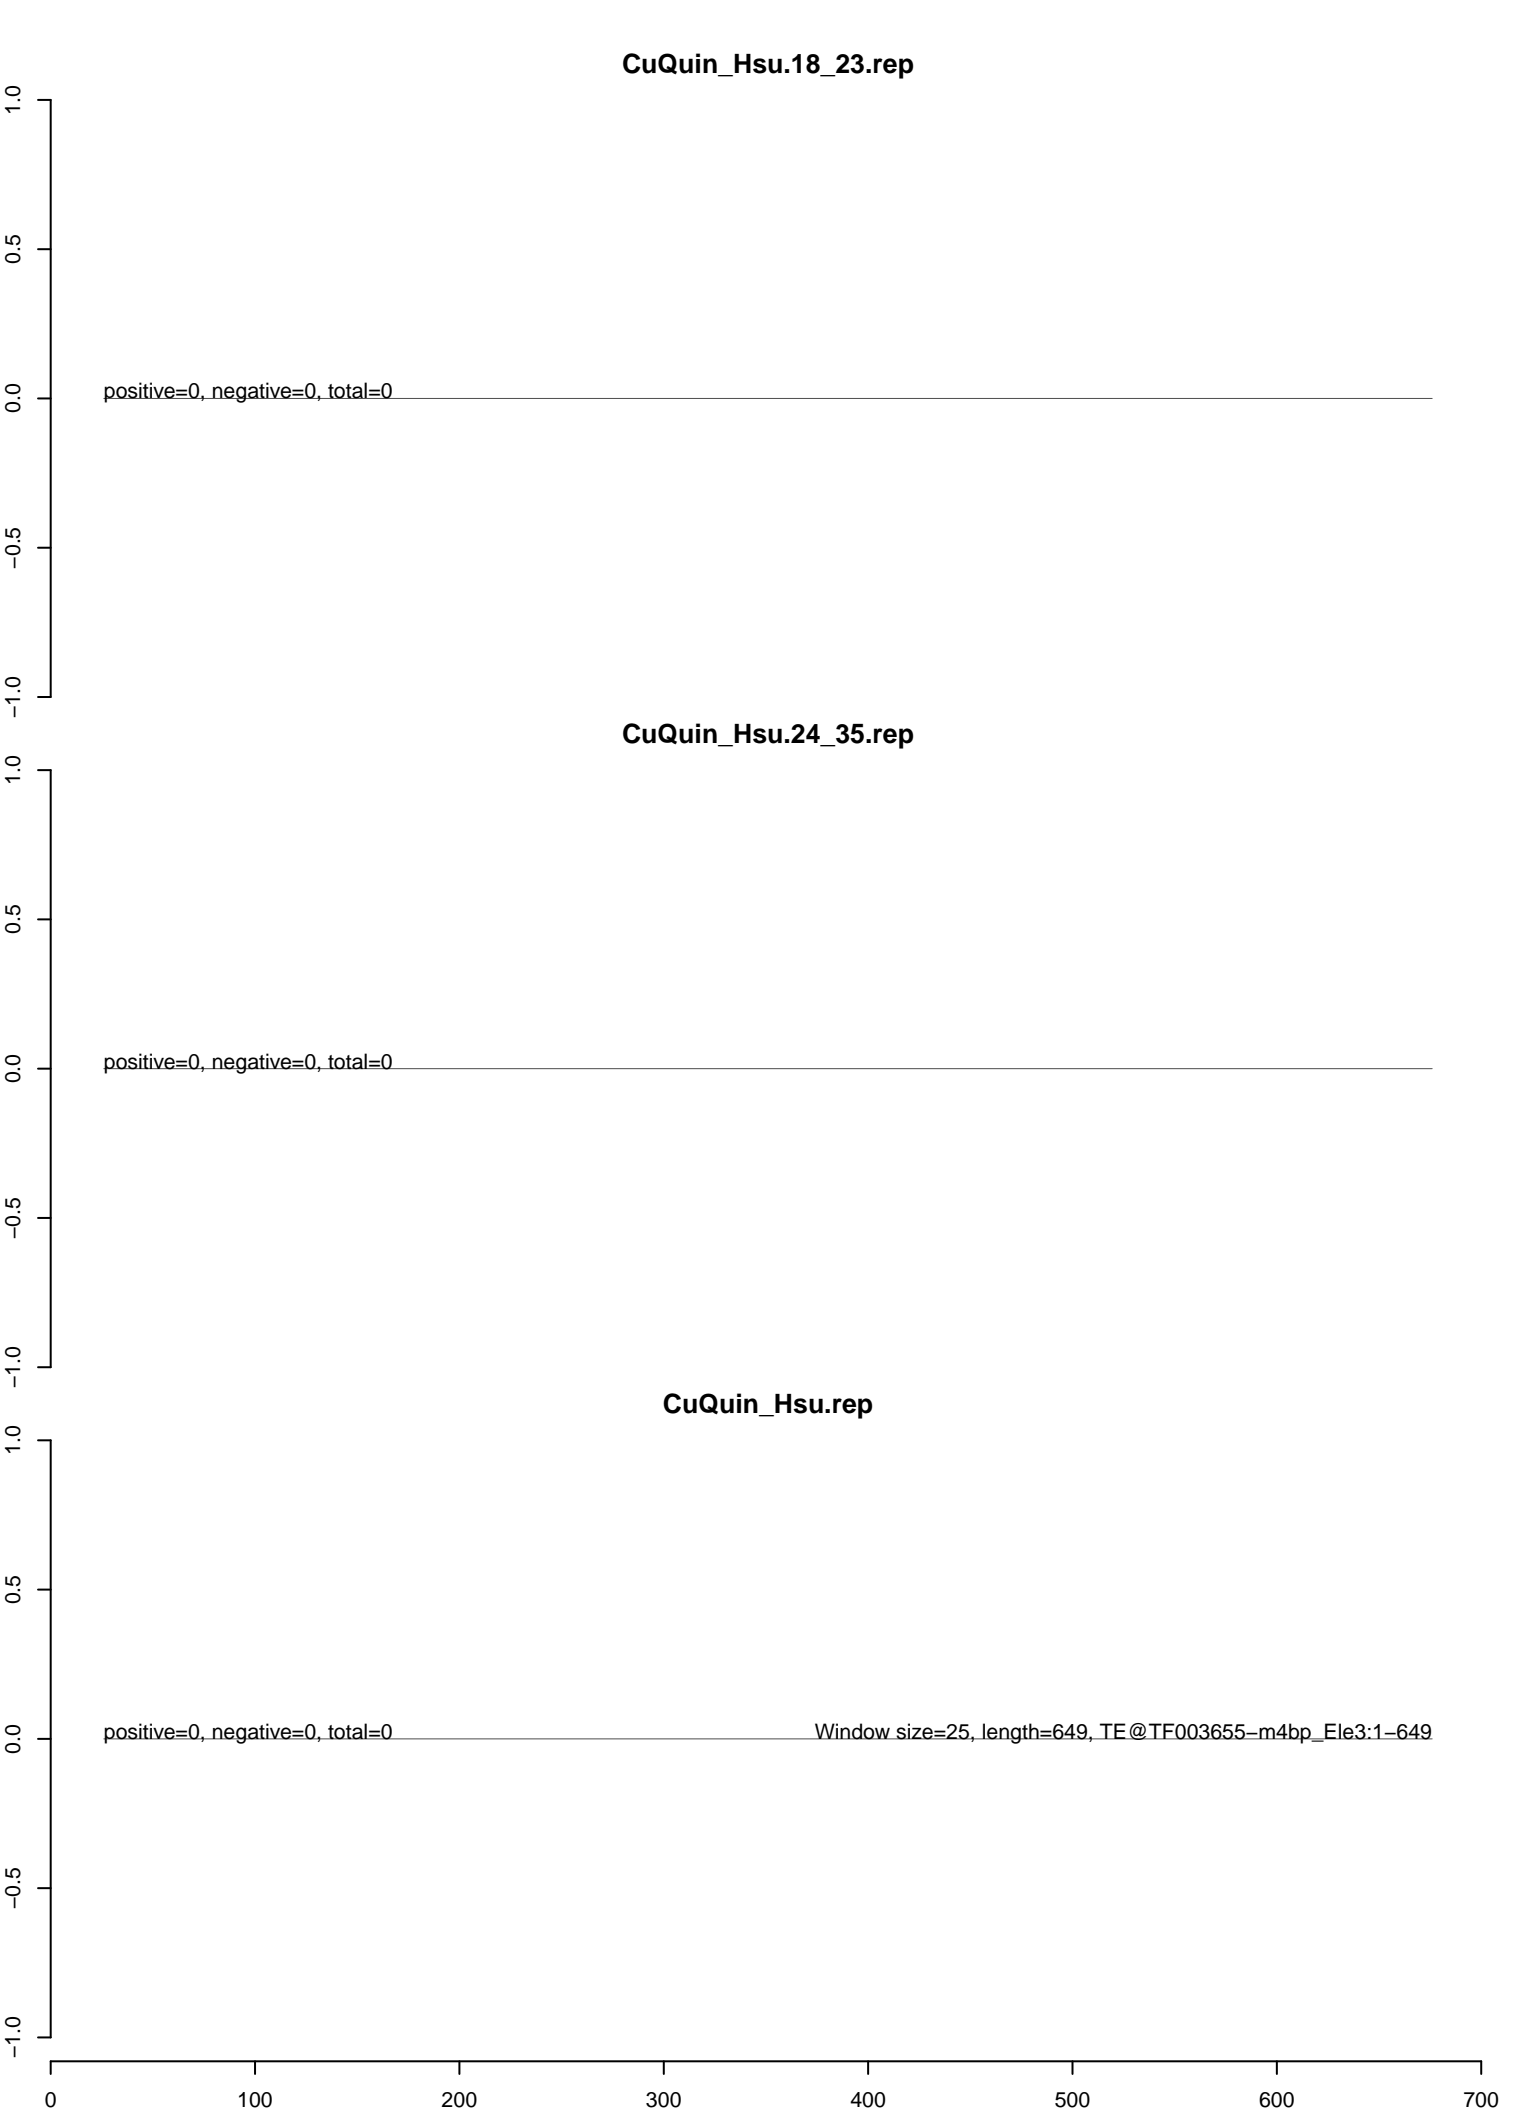 CuQuin_Hsu.18_23.rep
1.0
0.5
positive=0, negative=0, total=0
0.0
−0.5
−1.0
CuQuin_Hsu.24_35.rep
1.0
0.5
positive=0, negative=0, total=0
0.0
−0.5
−1.0
CuQuin_Hsu.rep
1.0
0.5
positive=0, negative=0, total=0 Window size=25, length=649, TE@TF003655−m4bp_Ele3:1−649
0.0
−0.5
−1.0
0 100 200 300 400 500 600 700